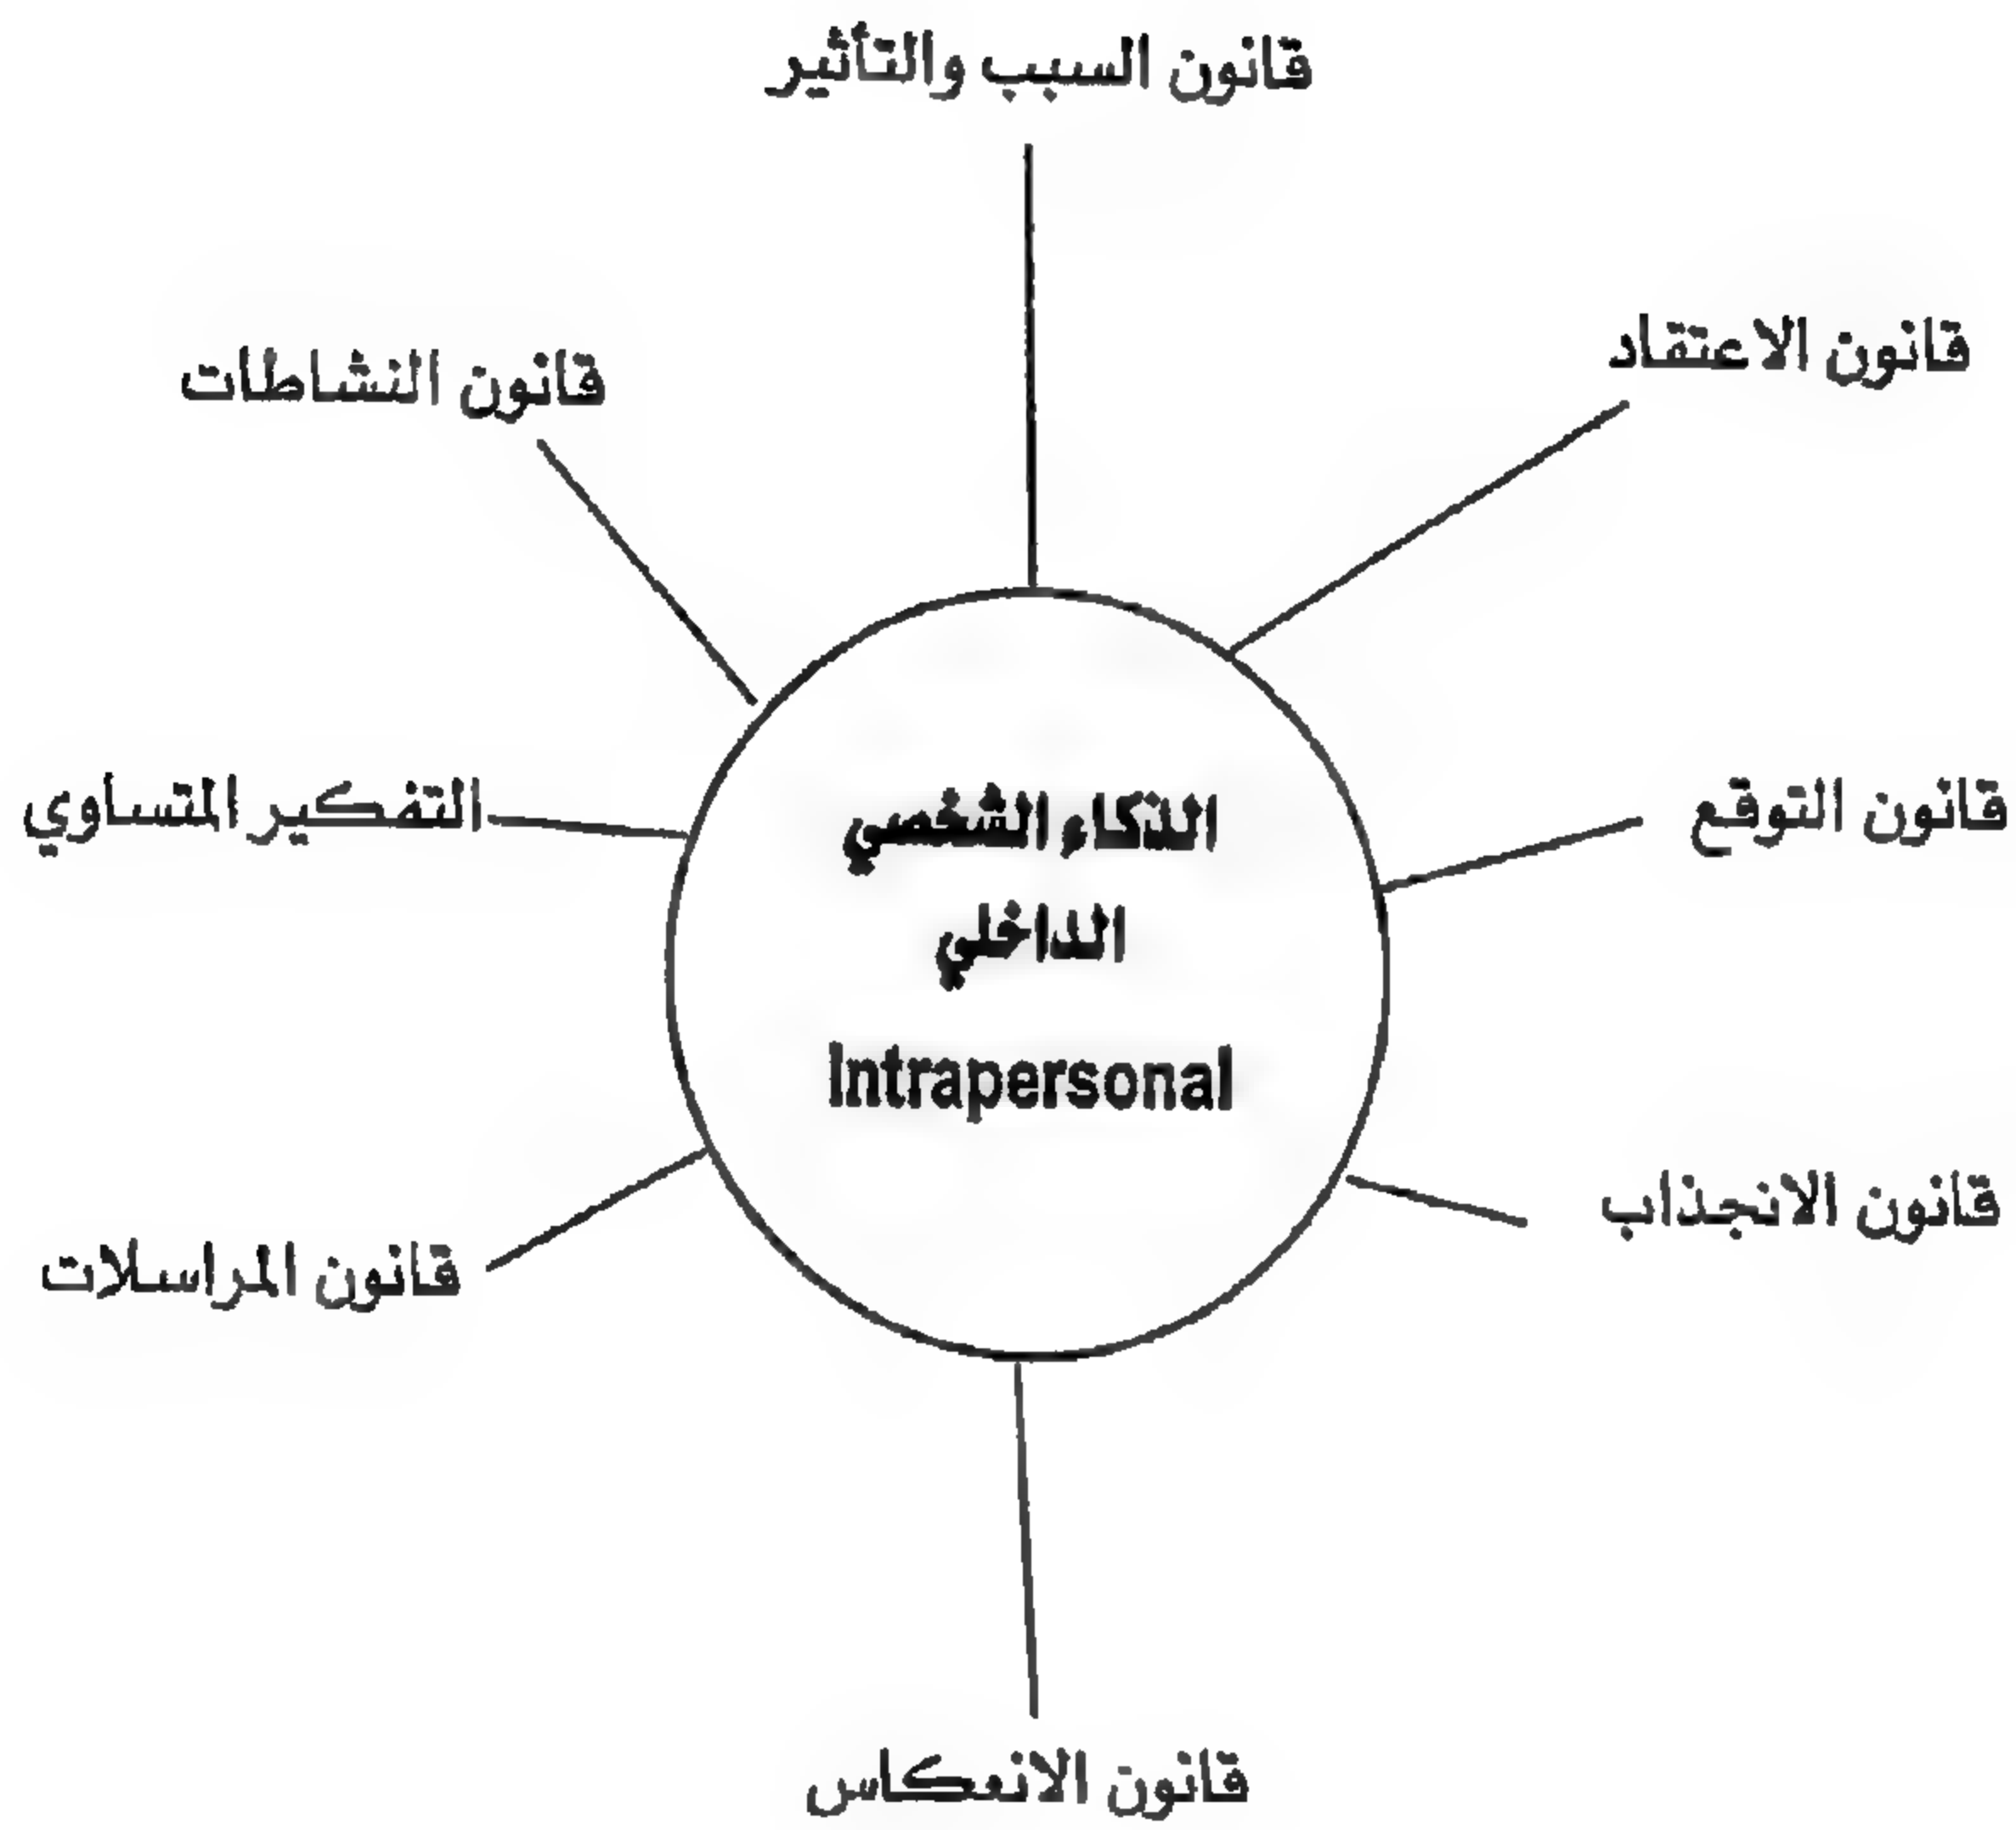 قانون السبب والتأثير
قانون الاعتقاد
قانون النشاطات
قانون التوقع
التفكير المتساوي
الذكاء الشخصي
الداخلي
Intrapersonal
قانون الانجذاب
قانون المراسلات
قانون الانعكاس